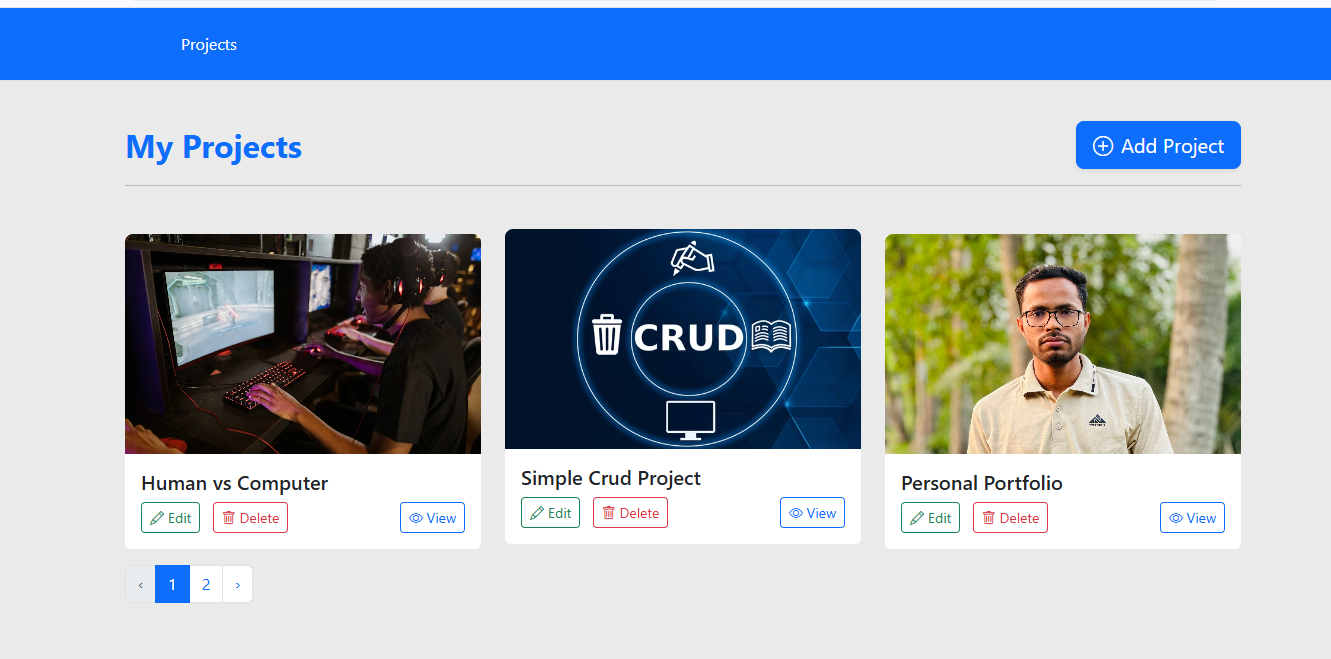 Projects
My Projects
Add Project
CRUD
Human vs Computer
Edit Delete View
Simple Crud Project
Edit Delete View
Personal Portfolio
Edit Delete View
‹ 1 2 ›